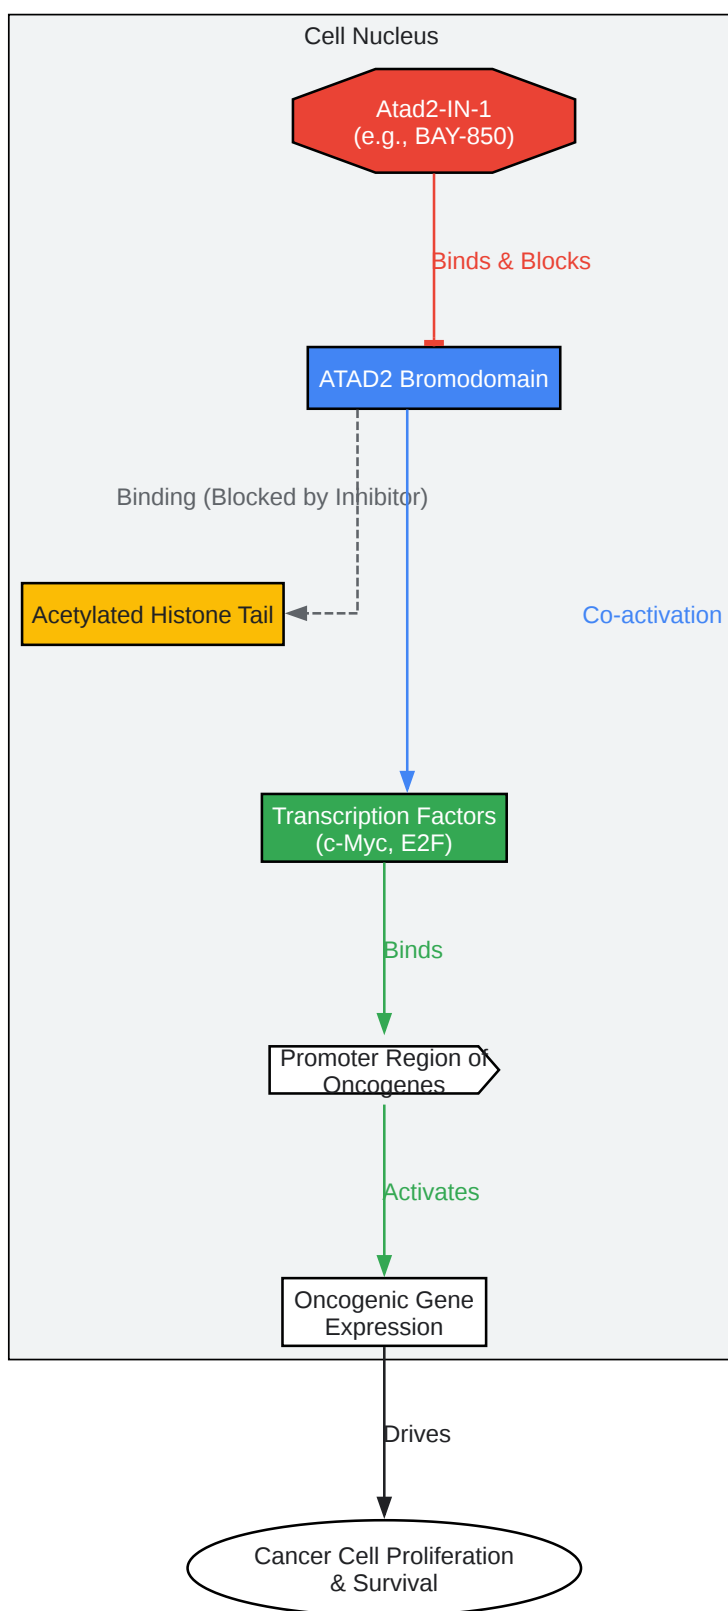 Cell Nucleus
Atad2-IN-1
(e.g., BAY-850)
Binds & Blocks
ATAD2 Bromodomain
Binding (Blocked by Inhibitor)
Acetylated Histone Tail
Co-activation
Transcription Factors
(c-Myc, E2F)
Binds
Promoter Region of
Oncogenes
Activates
Oncogenic Gene
Expression
Drives
Cancer Cell Proliferation
& Survival